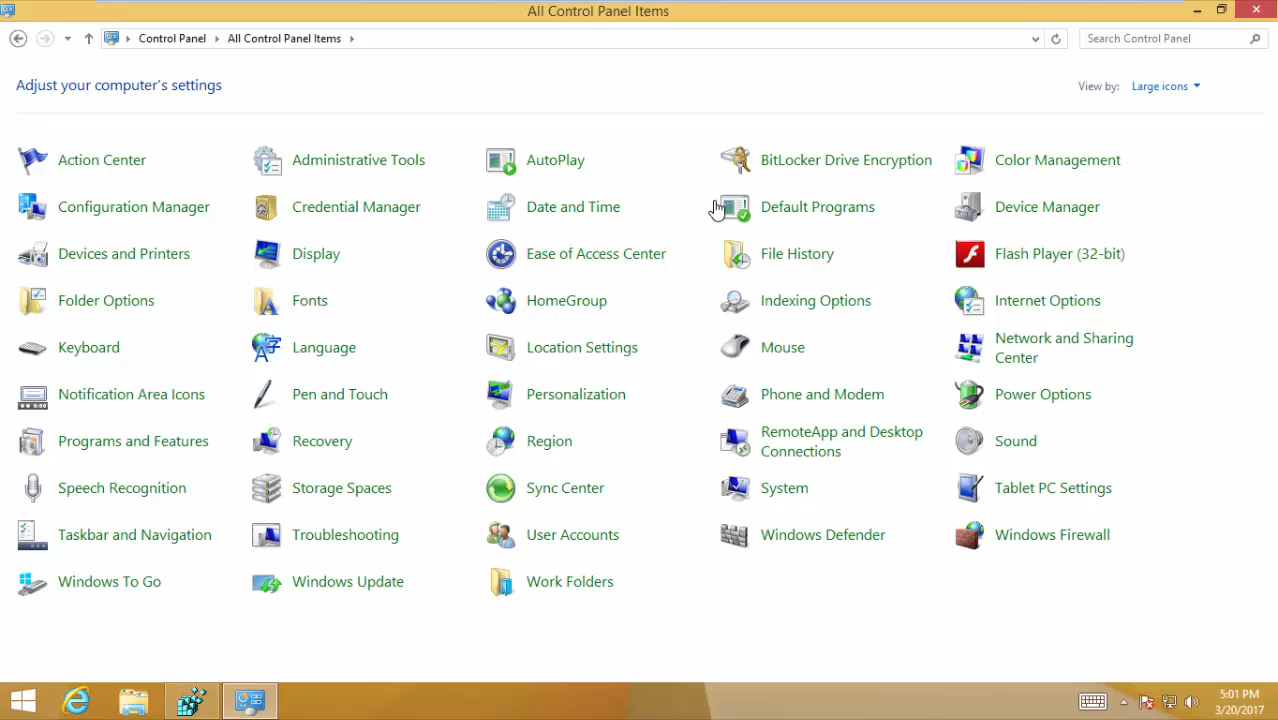 All Control Panel Items
Control Panel
All Control Panel Items
Search Control Panel
Adjust your computer's settings
View by: Large icons
Action Center
Administrative Tools
AutoPlay
BitLocker Drive Encryption
Color Management
Configuration Manager
Credential Manager
Date and Time
Default Programs
Device Manager
Devices and Printers
Display
Ease of Access Center
File History
Flash Player (32-bit)
Folder Options
Fonts
HomeGroup
Indexing Options
Internet Options
Keyboard
Language
Location Settings
Mouse
Network and Sharing
Center
Notification Area Icons
Pen and Touch
Personalization
Phone and Modem
Power Options
Programs and Features
Recovery
Region
RemoteApp and Desktop
Connections
Sound
Speech Recognition
Storage Spaces
Sync Center
System
Tablet PC Settings
Taskbar and Navigation
Troubleshooting
User Accounts
Windows Defender
Windows Firewall
Windows To Go
Windows Update
Work Folders
5:01 PM
3/20/2017